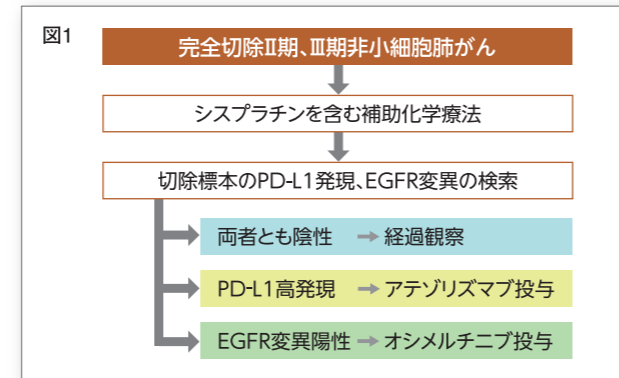 図1
完全切除Ⅱ期、Ⅲ期非小細胞肺がん
シスプラチンを含む補助化学療法
切除標本のPD-L1発現、EGFR変異の検索
両者とも陰性 → 経過観察
PD-L1高発現 → アテゾリズマブ投与
EGFR変異陽性 → オシメルチニブ投与